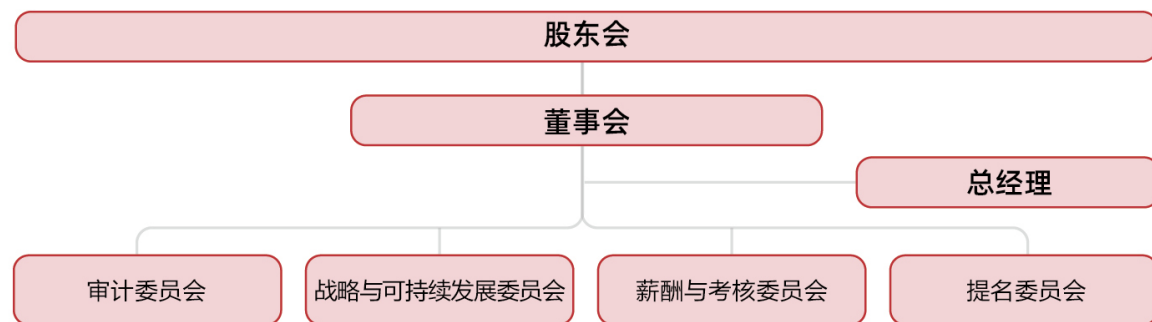 股东会
董事会
总经理
审计委员会
战略与可持续发展委员会
薪酬与考核委员会
提名委员会